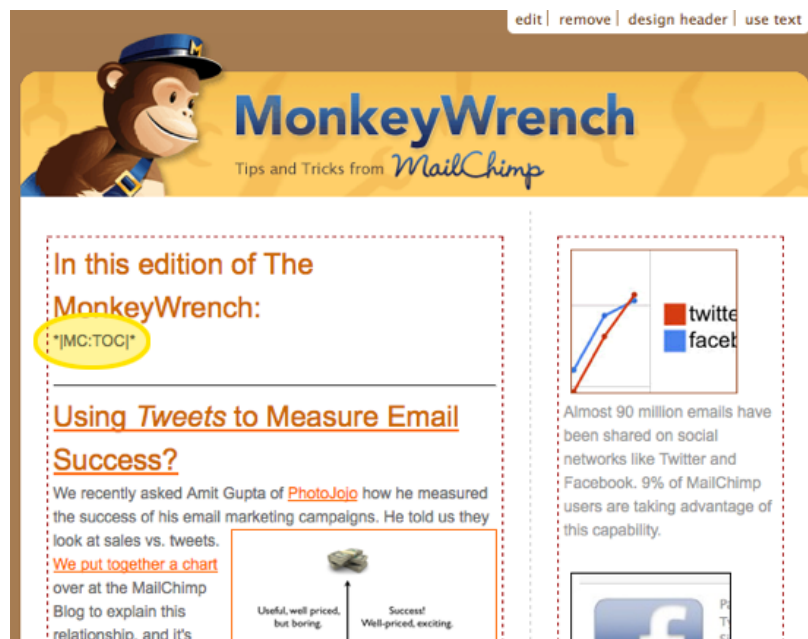 edit | remove | design header | use text
M
MonkeyWrench
Tips and Tricks from MailChimp
In this edition of The
MonkeyWrench:
*|MC:TOC|*
Using Tweets to Measure Email
Success?
We recently asked Amit Gupta of PhotoJojo how he measured
the success of his email marketing campaigns. He told us they
look at sales vs. tweets.
We put together a chart
over at the MailChimp
Blog to explain this
relationship, and it's
Useful, well priced,
but boring.
Success!
Well-priced, exciting.
twitte
faceb
Almost 90 million emails have
been shared on social
networks like Twitter and
Facebook. 9% of MailChimp
users are taking advantage of
this capability.